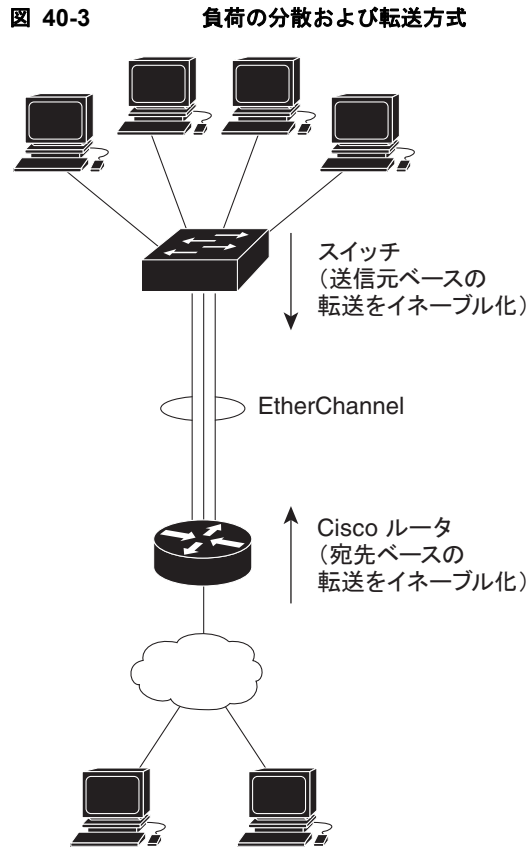 図 40-3 負荷の分散および転送方式
スイッチ
（送信元ベースの
転送をイネーブル化）
EtherChannel
Cisco ルータ
（宛先ベースの
転送をイネーブル化）